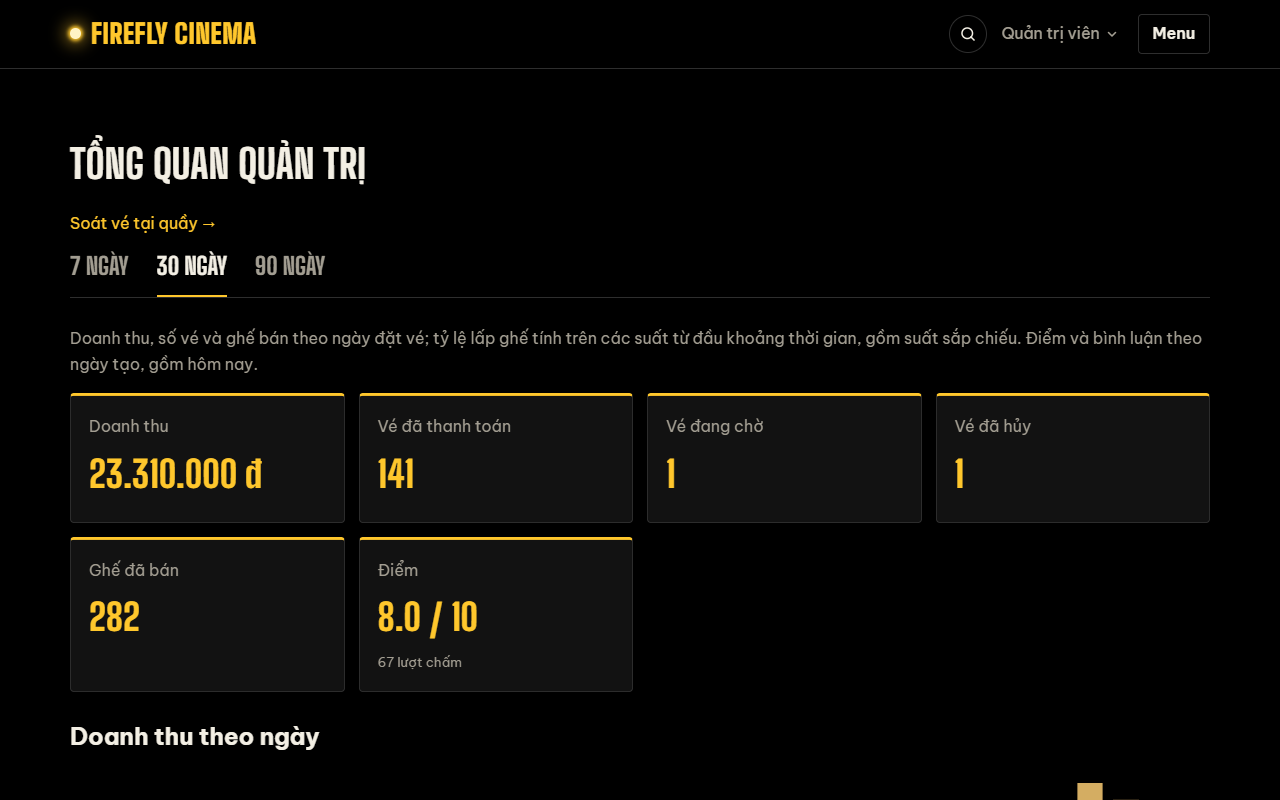 FIREFLY CINEMA
Quản trị viên
Menu
TỔNG QUAN QUẢN TRỊ
Soát vé tại quầy →
7 NGÀY
30 NGÀY
90 NGÀY
Doanh thu, số vé và ghế bán theo ngày đặt vé; tỷ lệ lấp ghế tính trên các suất từ đầu khoảng thời gian, gồm suất sắp chiếu. Điểm và bình luận theo
ngày tạo, gồm hôm nay.
Doanh thu
23.310.000 đ
Vé đã thanh toán
141
Vé đang chờ
1
Vé đã hủy
1
Ghế đã bán
282
Điểm
8.0 / 10
67 lượt chấm
Doanh thu theo ngày